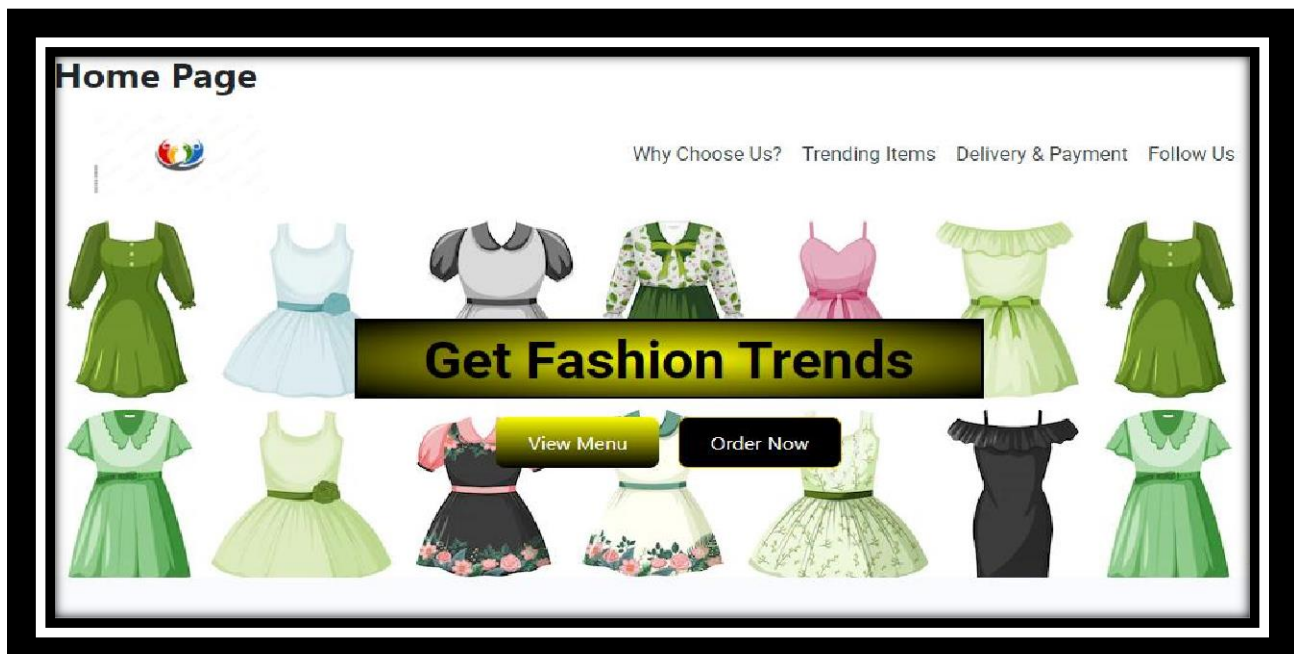 Home Page
Why Choose Us? Trending Items Delivery & Payment Follow Us
Get Fashion Trends
View Menu Order Now